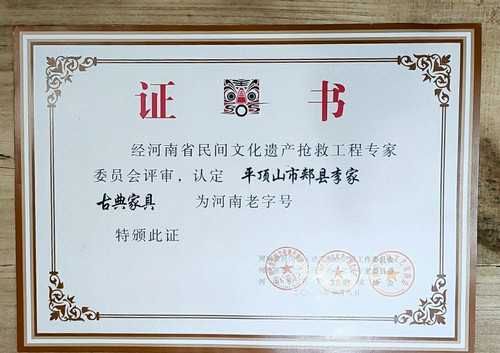 证 书
经河南省民间文化遗产抢救工程专家
委员会评审，认定 平顶山市郏县李家
古典家具 为河南老字号
特颁此证